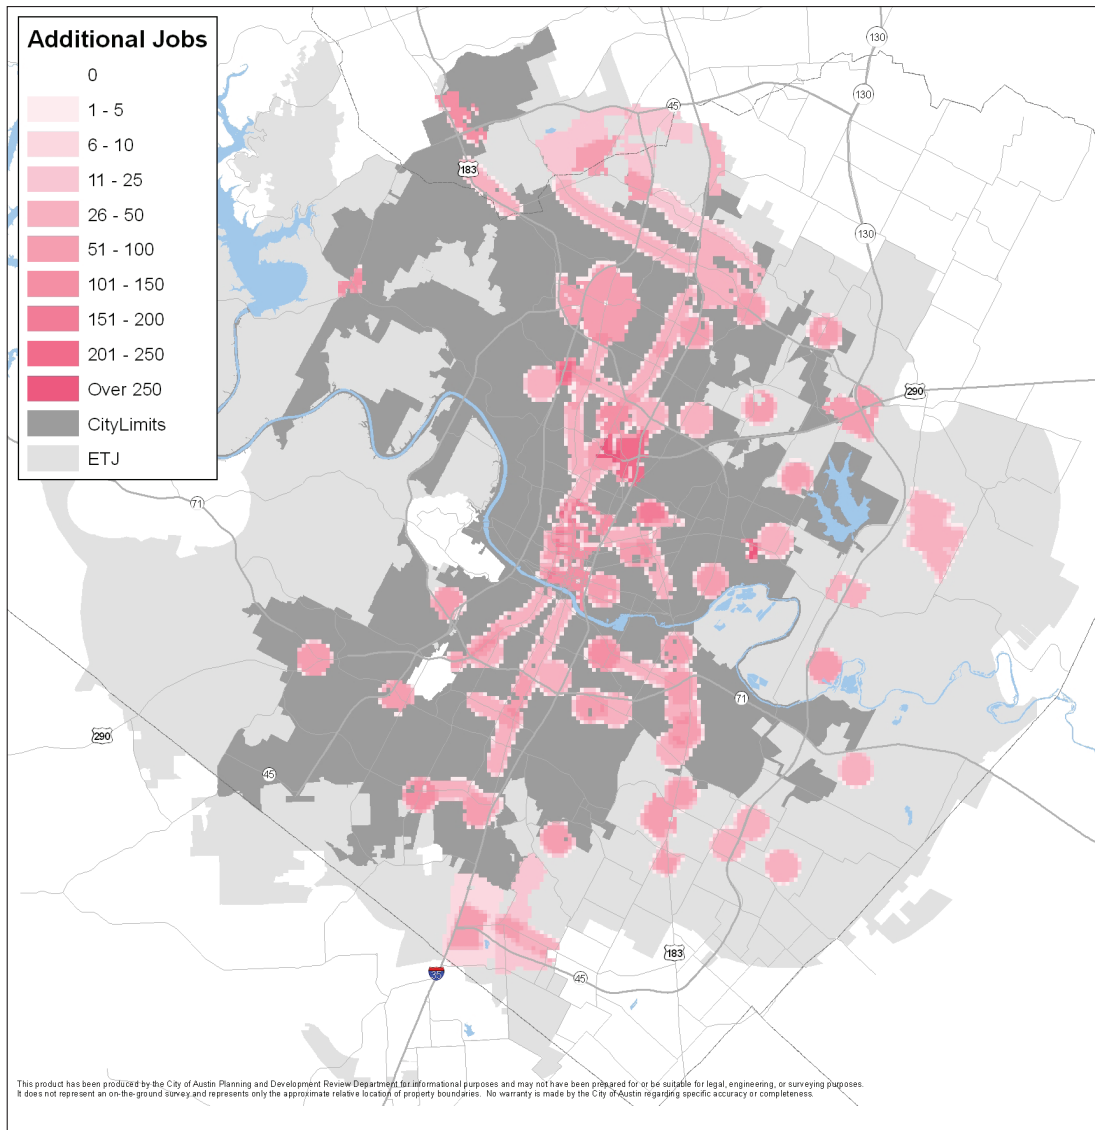 Additional Jobs
0
1 - 5
6 - 10
11 - 25
26 - 50
51 - 100
101 - 150
151 - 200
201 - 250
Over 250
CityLimits
ETJ
130
130
45
183
130
290
71
71
290
45
183
35
45
This product has been produced by the City of Austin Planning and Development Review Department for informational purposes and may not have been prepared for or be suitable for legal, engineering, or surveying purposes.
It does not represent an on-the-ground survey and represents only the approximate relative location of property boundaries. No warranty is made by the City of Austin regarding specific accuracy or completeness.